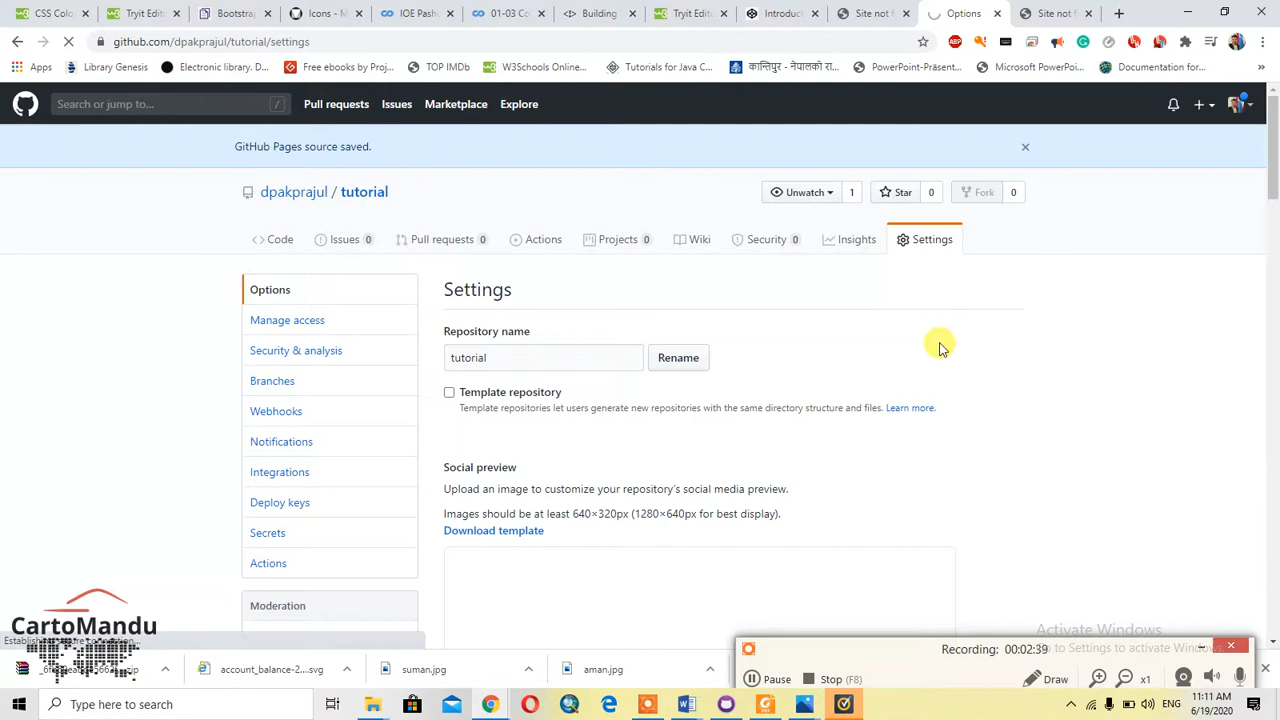 CSS Colo
Tryit Edit
Bootstrap
Icons - M
IOE Pash
01-03 Co
Building
Tryit Edit
Introduct
Site not f
Options
Site not f
github.com/dpakprajul/tutorial/settings
Apps
Library Genesis
Electronic library. D...
Free ebooks by Proj...
TOP IMDb
W3Schools Online...
Tutorials for Java C...
कान्तिपुर - नेपालको रा...
PowerPoint-Präsent...
Microsoft PowerPo...
Documentation for...
Search or jump to...
/
Pull requests
Issues
Marketplace
Explore
GitHub Pages source saved.
dpakprajul / tutorial
Unwatch 1
Star 0
Fork 0
Code
Issues 0
Pull requests 0
Actions
Projects 0
Wiki
Security 0
Insights
Settings
Options
Manage access
Security & analysis
Branches
Webhooks
Notifications
Integrations
Deploy keys
Secrets
Actions
Moderation
Settings
Repository name
tutorial
Rename
Template repository
Template repositories let users generate new repositories with the same directory structure and files. Learn more.
Social preview
Upload an image to customize your repository's social media preview.
Images should be at least 640×320px (1280×640px for best display).
Download template
CartoMandu
Activate Windows
Go to Settings to activate Windows.
Recording: 00:02:39
Pause
Stop (F8)
Draw
x1
account_balance-2....svg
suman.jpg
aman.jpg
Type here to search
ENG
11:11 AM
6/19/2020